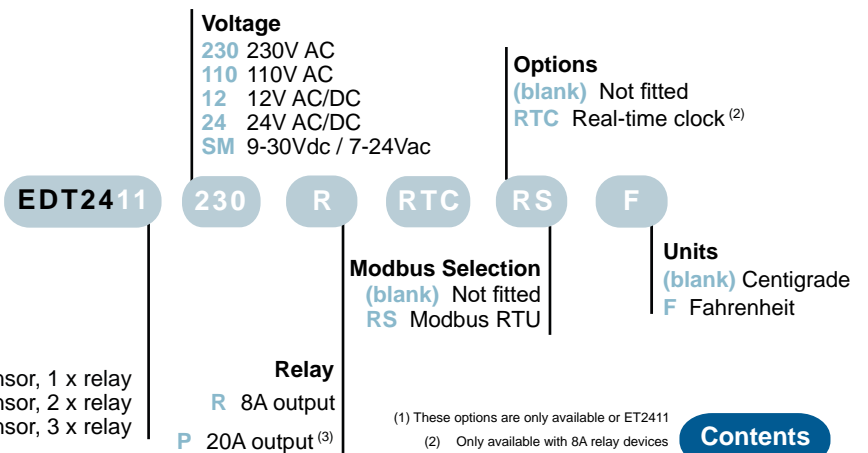 Voltage
230 230V AC
110 110V AC
12 12V AC/DC
24 24V AC/DC
SM 9-30Vdc / 7-24Vac
Options
(blank) Not fitted
RTC Real-time clock (2)
EDT2411 230 R RTC RS F
Modbus Selection
(blank) Not fitted
RS Modbus RTU
Units
(blank) Centigrade
F Fahrenheit
1 x relay
2 x relay
3 x relay
Relay
R 8A output
P 20A output (3)
(1) These options are only available or ET2411
(2) Only available with 8A relay devices
Contents